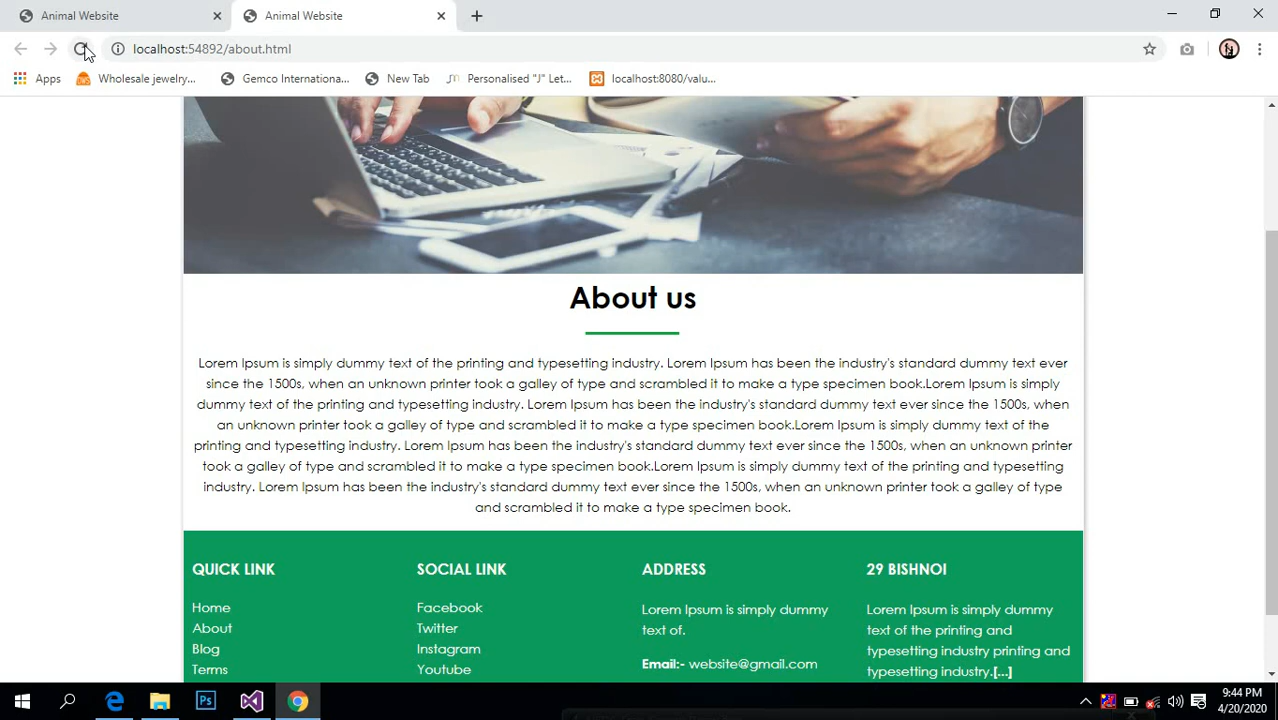 Animal Website
Animal Website
localhost:54892/about.html
Apps
Wholesale jewelry...
Gemco Internationa...
New Tab
Personalised "J" Let...
localhost:8080/valu...
About us
Lorem Ipsum is simply dummy text of the printing and typesetting industry. Lorem Ipsum has been the industry's standard dummy text ever
since the 1500s, when an unknown printer took a galley of type and scrambled it to make a type specimen book.Lorem Ipsum is simply
dummy text of the printing and typesetting industry. Lorem Ipsum has been the industry's standard dummy text ever since the 1500s, when
an unknown printer took a galley of type and scrambled it to make a type specimen book.Lorem Ipsum is simply dummy text of the
printing and typesetting industry. Lorem Ipsum has been the industry's standard dummy text ever since the 1500s, when an unknown printer
took a galley of type and scrambled it to make a type specimen book.Lorem Ipsum is simply dummy text of the printing and typesetting
industry. Lorem Ipsum has been the industry's standard dummy text ever since the 1500s, when an unknown printer took a galley of type
and scrambled it to make a type specimen book.
QUICK LINK
Home
About
Blog
Terms
SOCIAL LINK
Facebook
Twitter
Instagram
Youtube
ADDRESS
Lorem Ipsum is simply dummy
text of.
Email:- website@gmail.com
29 BISHNOI
Lorem Ipsum is simply dummy
text of the printing and
typesetting industry printing and
typesetting industry.[...]
Ps
9:44 PM
4/20/2020